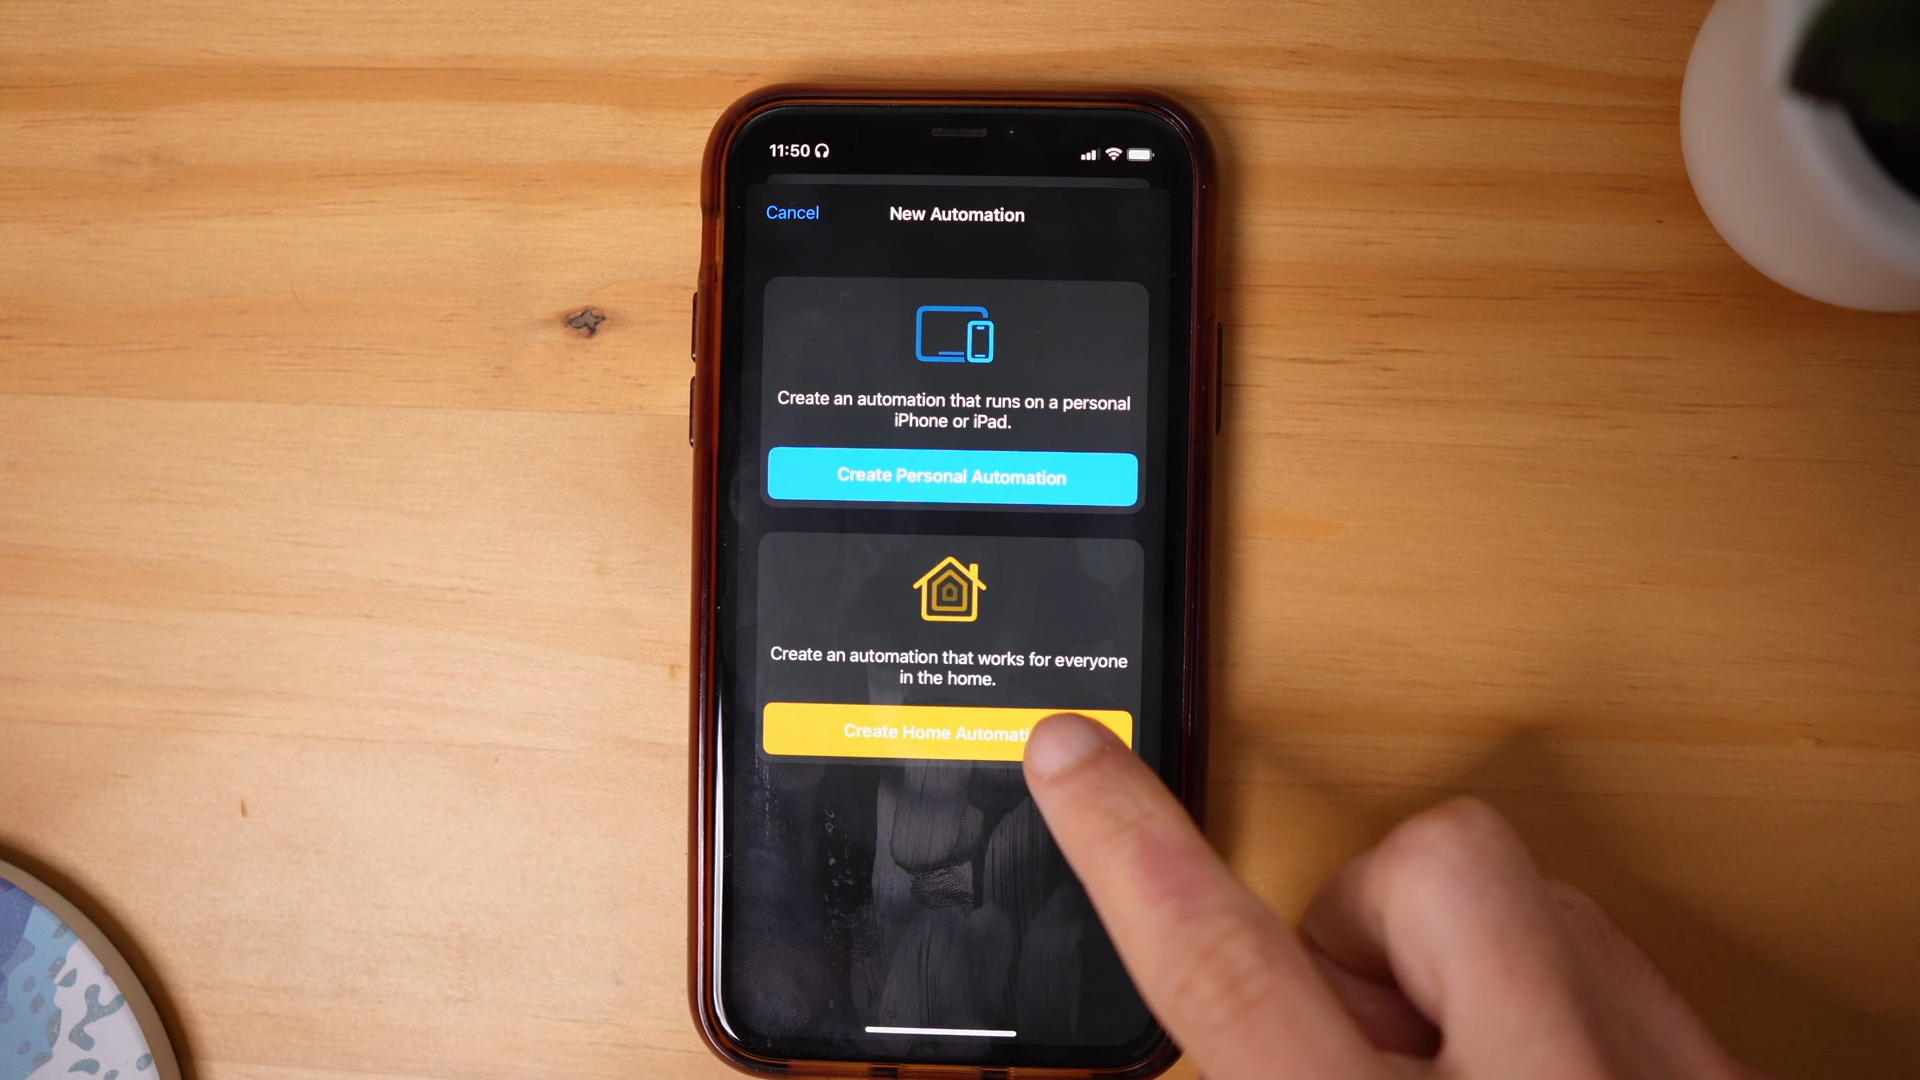 11:50
Cancel
New Automation
Create an automation that runs on a personal
iPhone or iPad.
Create Personal Automation
Create an automation that works for everyone
in the home.
Create Home Automati